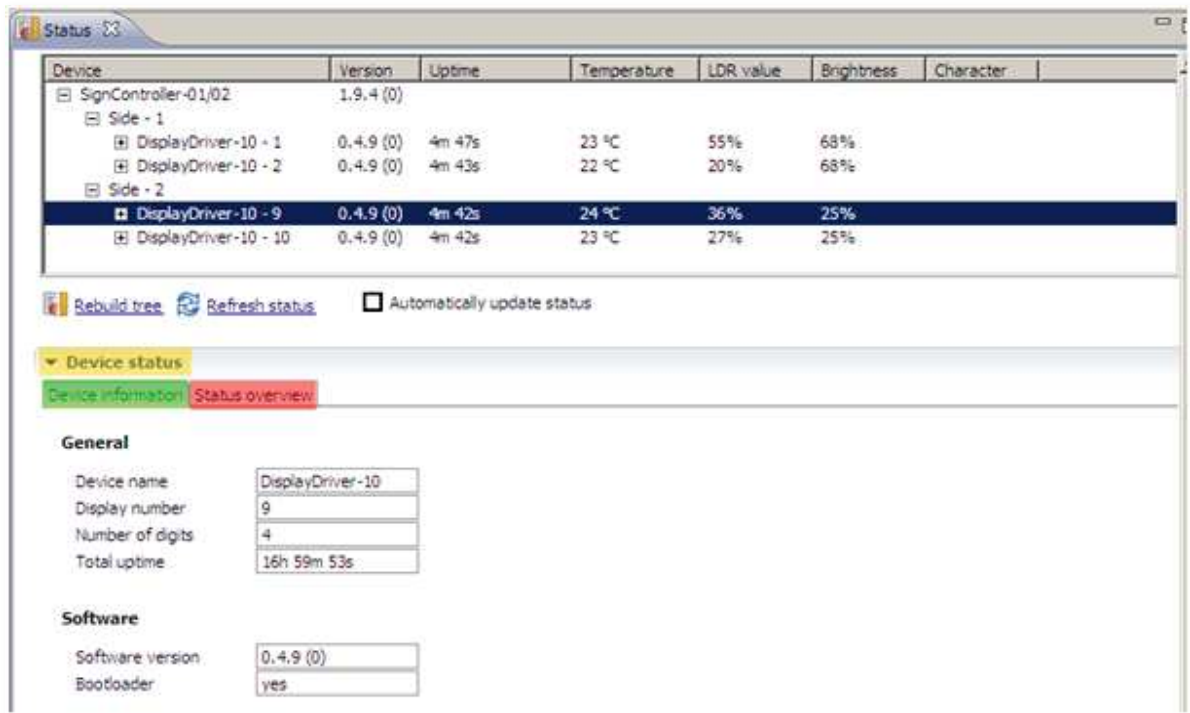 Status
Device Version Uptime Temperature LDR value Brightness Character
SignController-01/02 1.9.4 (0)
Side - 1
DisplayDriver-10 - 1 0.4.9 (0) 4m 47s 23 °C 55% 68%
DisplayDriver-10 - 2 0.4.9 (0) 4m 43s 22 °C 20% 68%
Side - 2
DisplayDriver-10 - 9 0.4.9 (0) 4m 42s 24 °C 36% 25%
DisplayDriver-10 - 10 0.4.9 (0) 4m 42s 23 °C 27% 25%
Rebuild tree Refresh status Automatically update status
Device status
Device information Status overview
General
Device name DisplayDriver-10
Display number 9
Number of digits 4
Total uptime 16h 59m 53s
Software
Software version 0.4.9 (0)
Bootloader yes